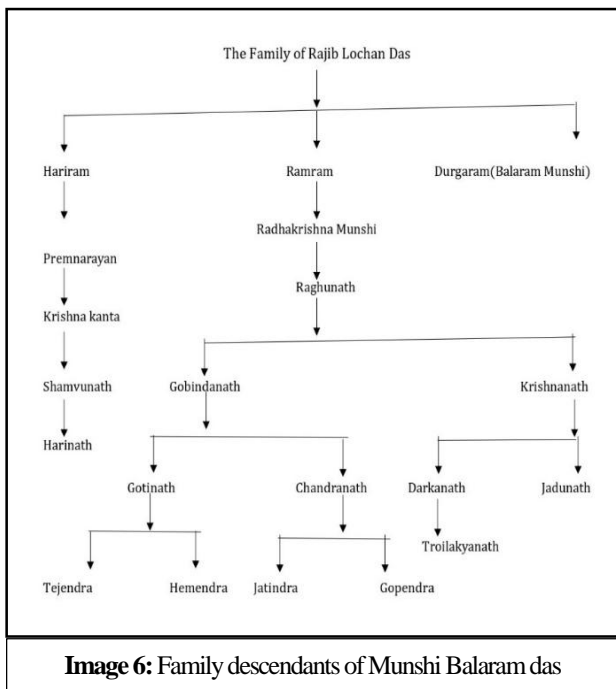 The Family of Rajib Lochan Das
Hariram Ramram Durgaram(Balaram Munshi)
Radhakrishna Munshi
Premnarayan
Raghunath
Krishna kanta
Shamvunath Gobindanath Krishnanath
Harinath
Gotinath Chandranath Darkanath Jadunath
Troilakyanath
Tejendra Hemendra Jatindra Gopendra
Image 6: Family descendants of Munshi Balaram das